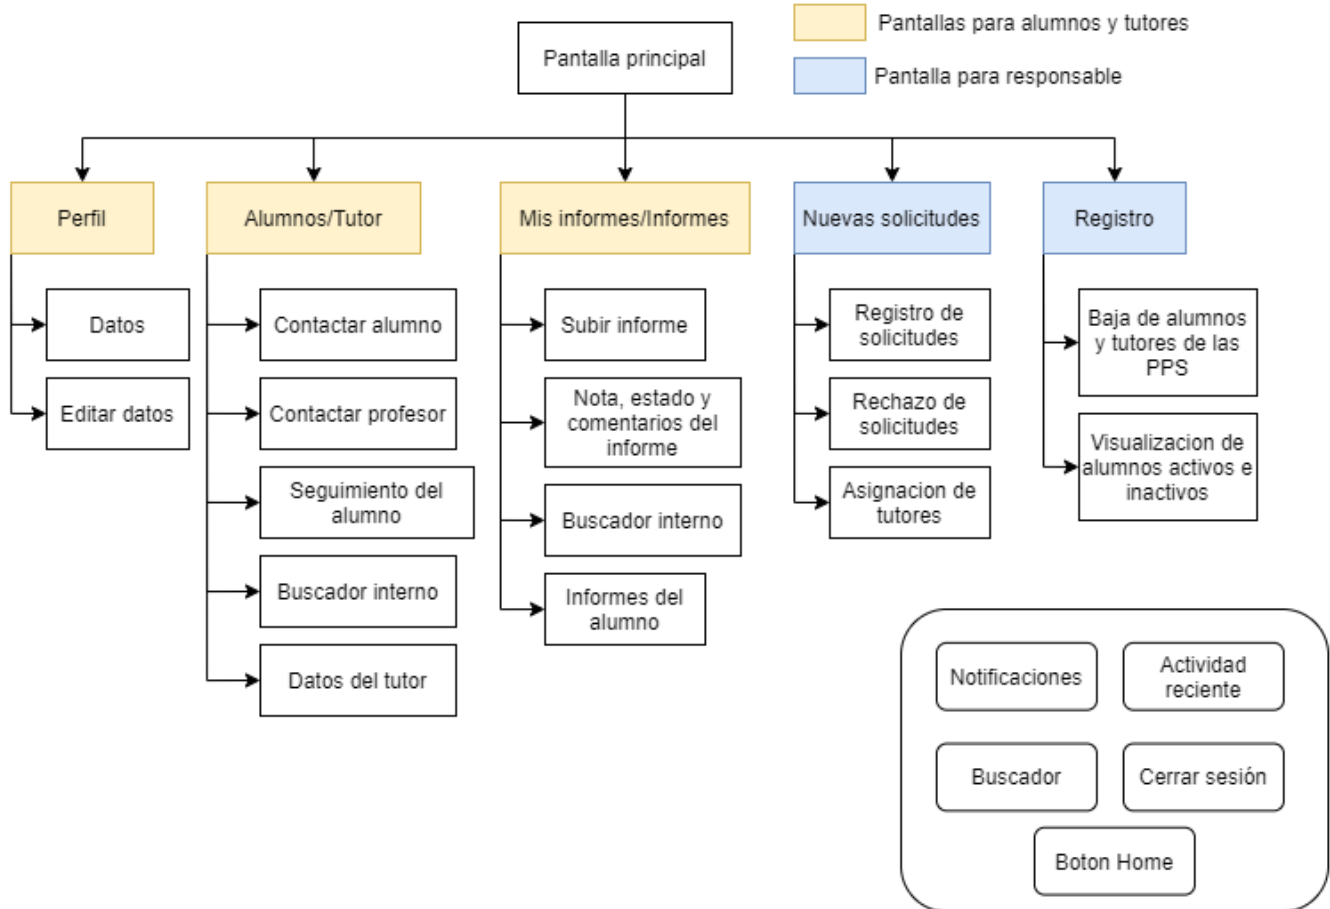 Pantallas para alumnos y tutores
Pantalla principal
Pantalla para responsable
Perfil
Alumnos/Tutor
Mis informes/Informes
Nuevas solicitudes
Registro
Datos
Editar datos
Contactar alumno
Contactar profesor
Seguimiento del
alumno
Buscador interno
Datos del tutor
Subir informe
Nota, estado y
comentarios del
informe
Buscador interno
Informes del
alumno
Registro de
solicitudes
Rechazo de
solicitudes
Asignacion de
tutores
Baja de alumnos
y tutores de las
PPS
Visualizacion de
alumnos activos e
inactivos
Notificaciones
Actividad
reciente
Buscador
Cerrar sesión
Boton Home